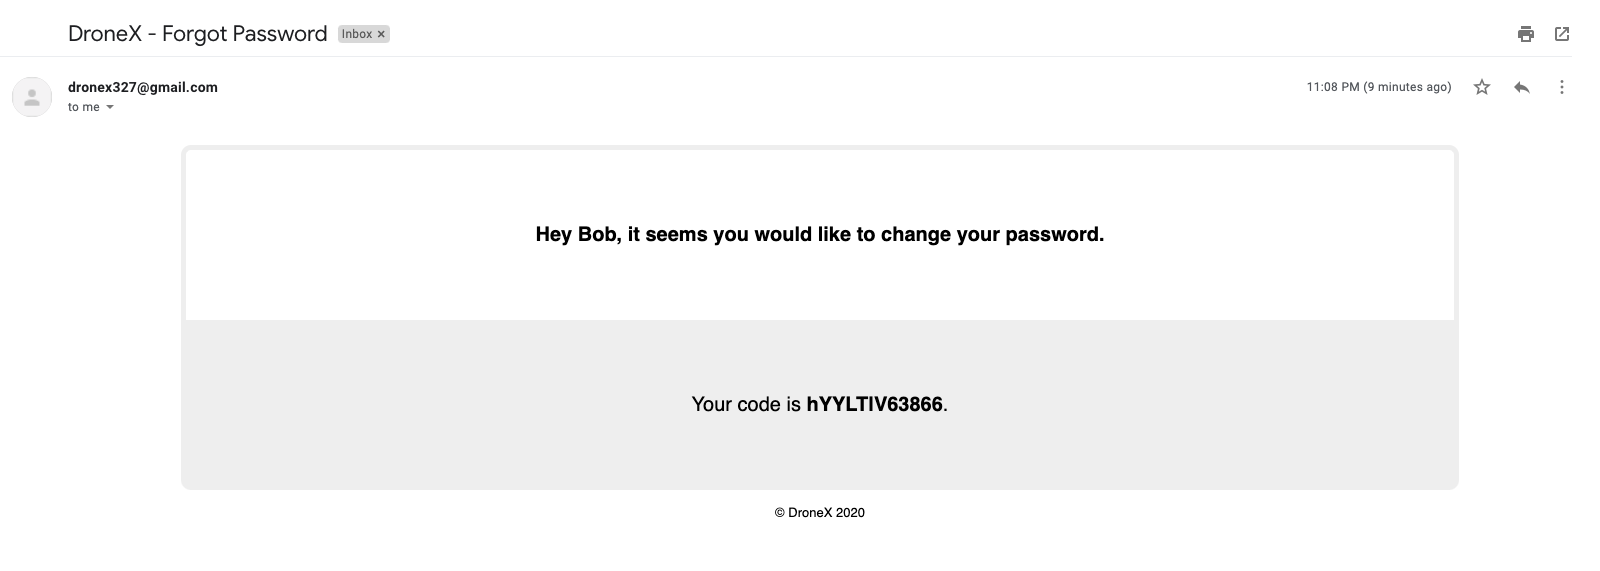 DroneX - Forgot Password Inbox ×
dronex327@gmail.com 11:08 PM (9 minutes ago)
to me
Hey Bob, it seems you would like to change your password.
Your code is hYYLTlV63866.
© DroneX 2020